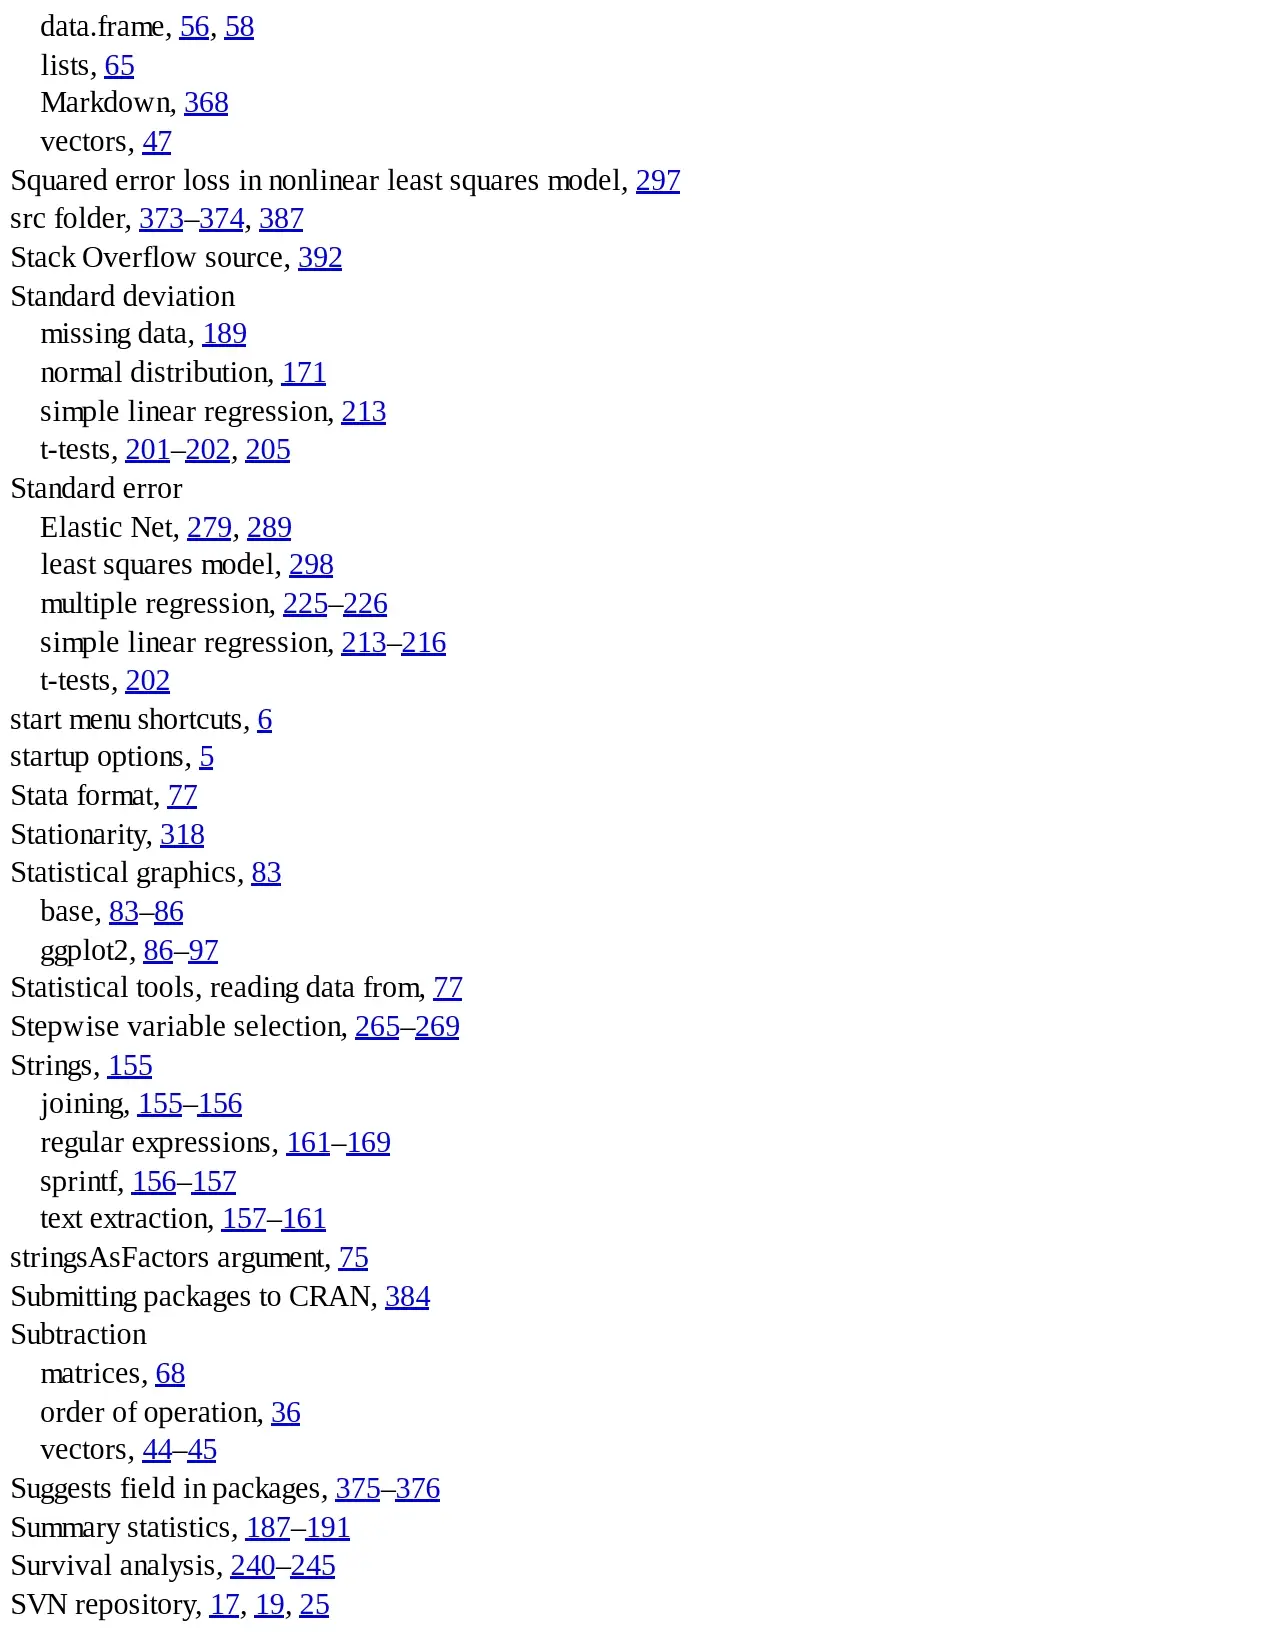 data.frame, 56, 58
lists, 65
Markdown, 368
vectors, 47
Squared error loss in nonlinear least squares model, 297
src folder, 373–374, 387
Stack Overflow source, 392
Standard deviation
missing data, 189
normal distribution, 171
simple linear regression, 213
t-tests, 201–202, 205
Standard error
Elastic Net, 279, 289
least squares model, 298
multiple regression, 225–226
simple linear regression, 213–216
t-tests, 202
start menu shortcuts, 6
startup options, 5
Stata format, 77
Stationarity, 318
Statistical graphics, 83
base, 83–86
ggplot2, 86–97
Statistical tools, reading data from, 77
Stepwise variable selection, 265–269
Strings, 155
joining, 155–156
regular expressions, 161–169
sprintf, 156–157
text extraction, 157–161
stringsAsFactors argument, 75
Submitting packages to CRAN, 384
Subtraction
matrices, 68
order of operation, 36
vectors, 44–45
Suggests field in packages, 375–376
Summary statistics, 187–191
Survival analysis, 240–245
SVN repository, 17, 19, 25